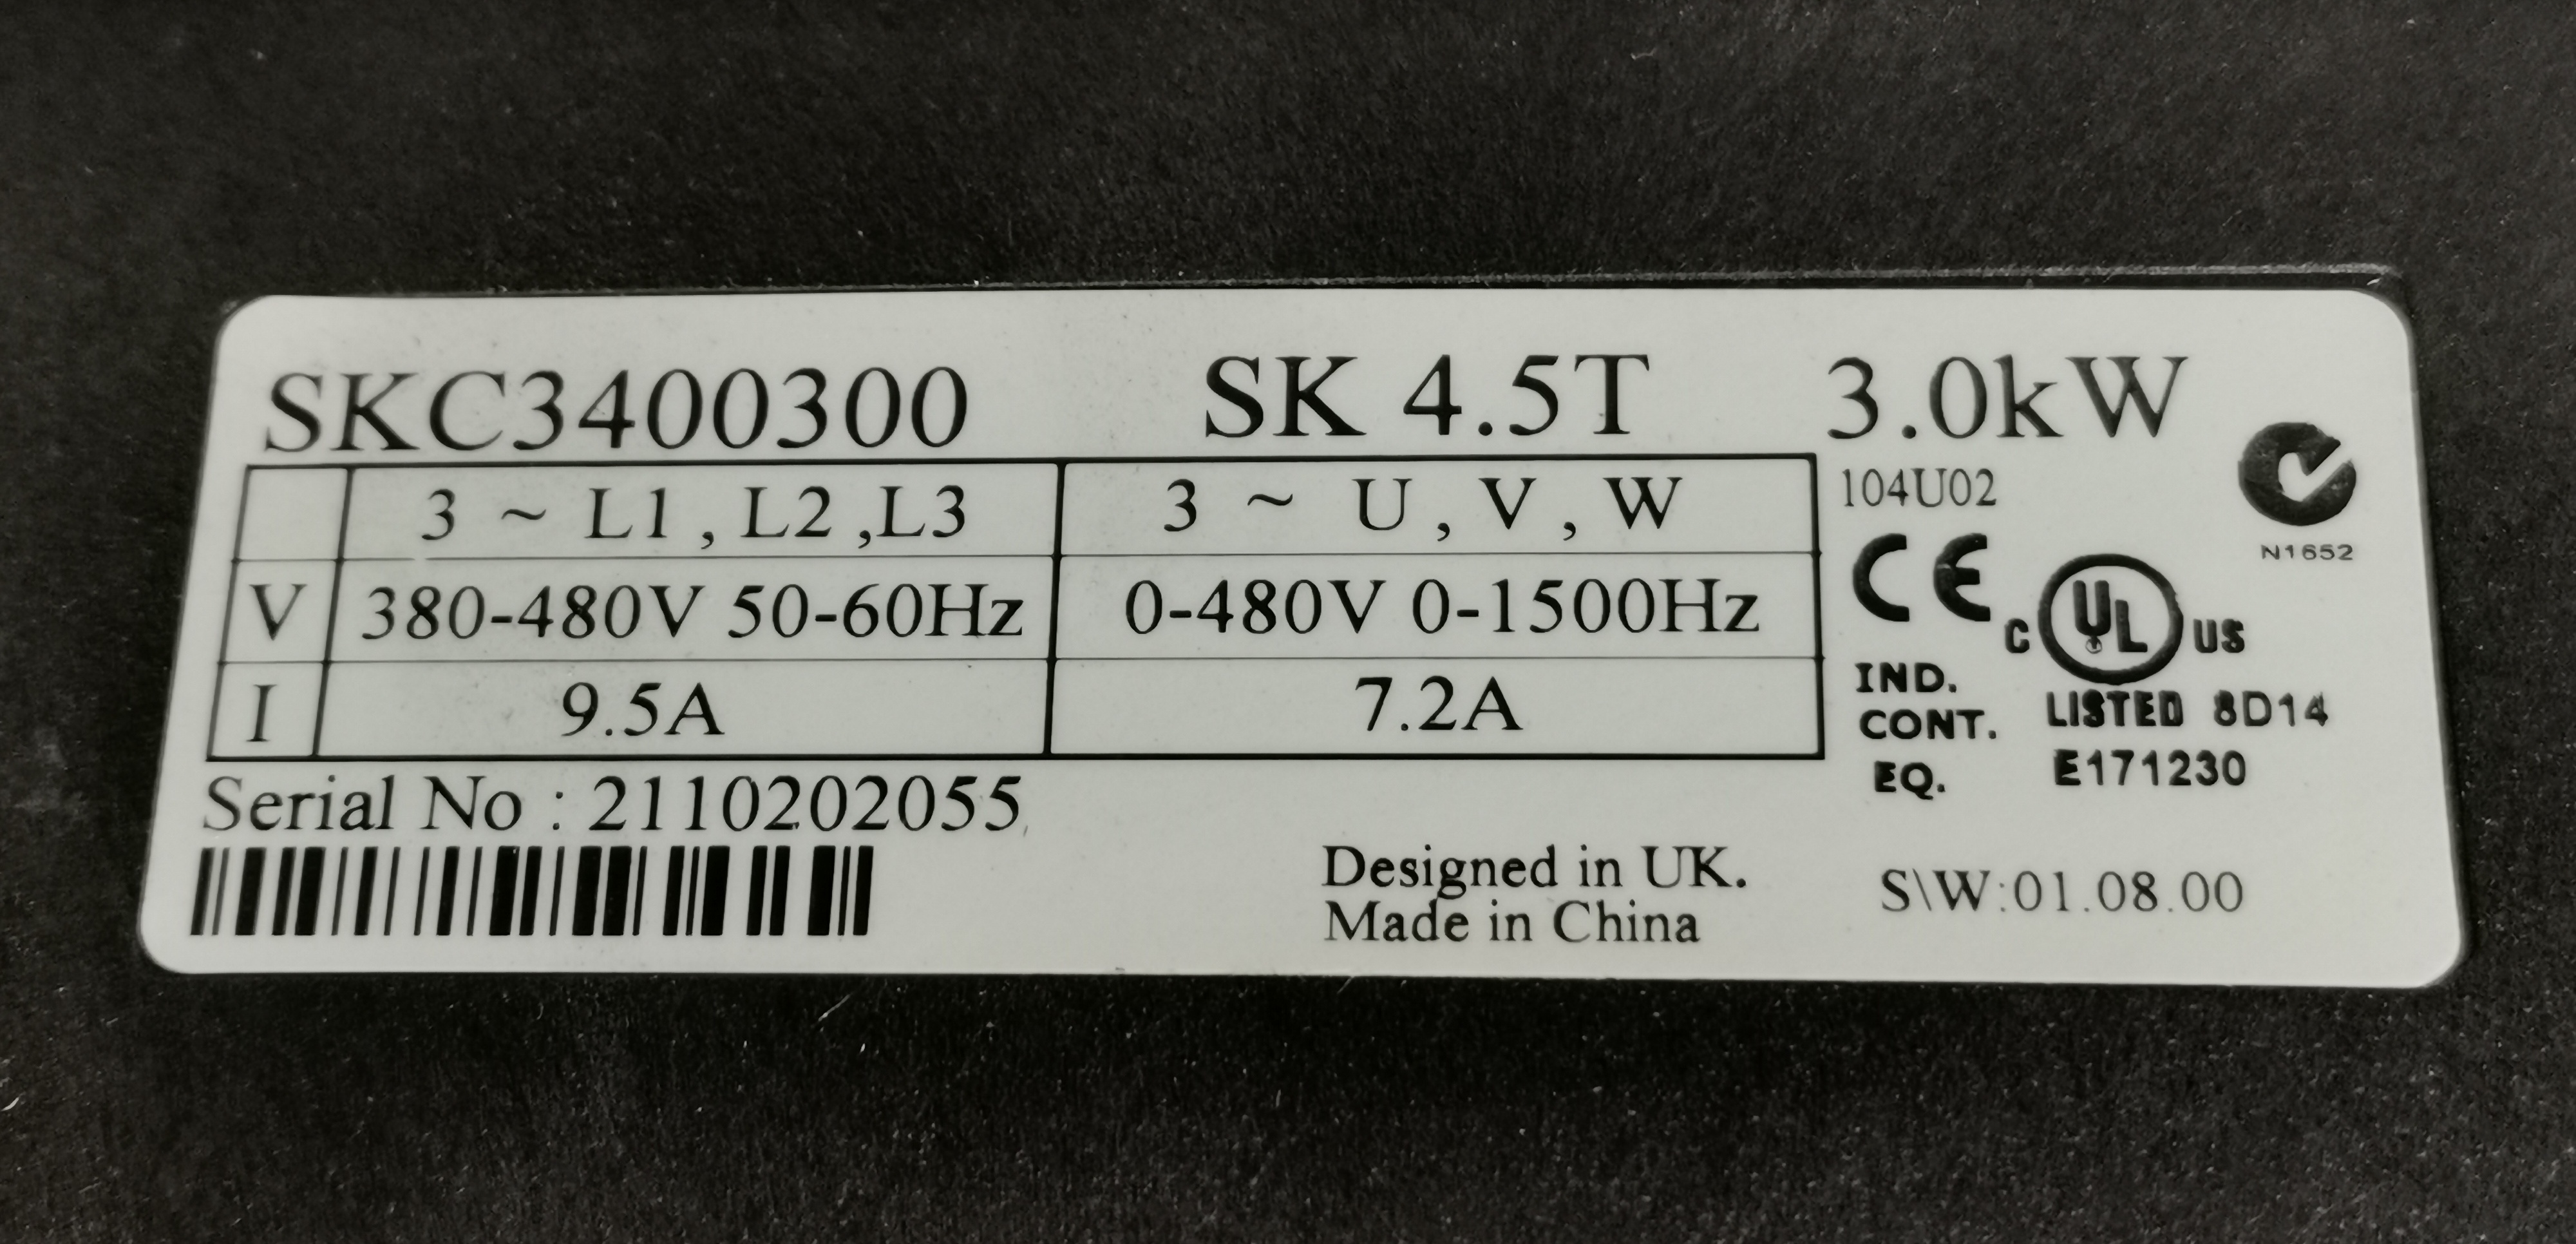 SKC3400300 SK 4.5T 3.0kW
3 ~ L1 , L2 ,L3 3 ~ U , V , W
104U02
N1652
V 380-480V 50-60Hz 0-480V 0-1500Hz
CE C UL US
I 9.5A 7.2A
IND.
CONT.
EQ.
LISTED 8D14
E171230
Serial No : 2110202055
Designed in UK.
Made in China
S\W:01.08.00